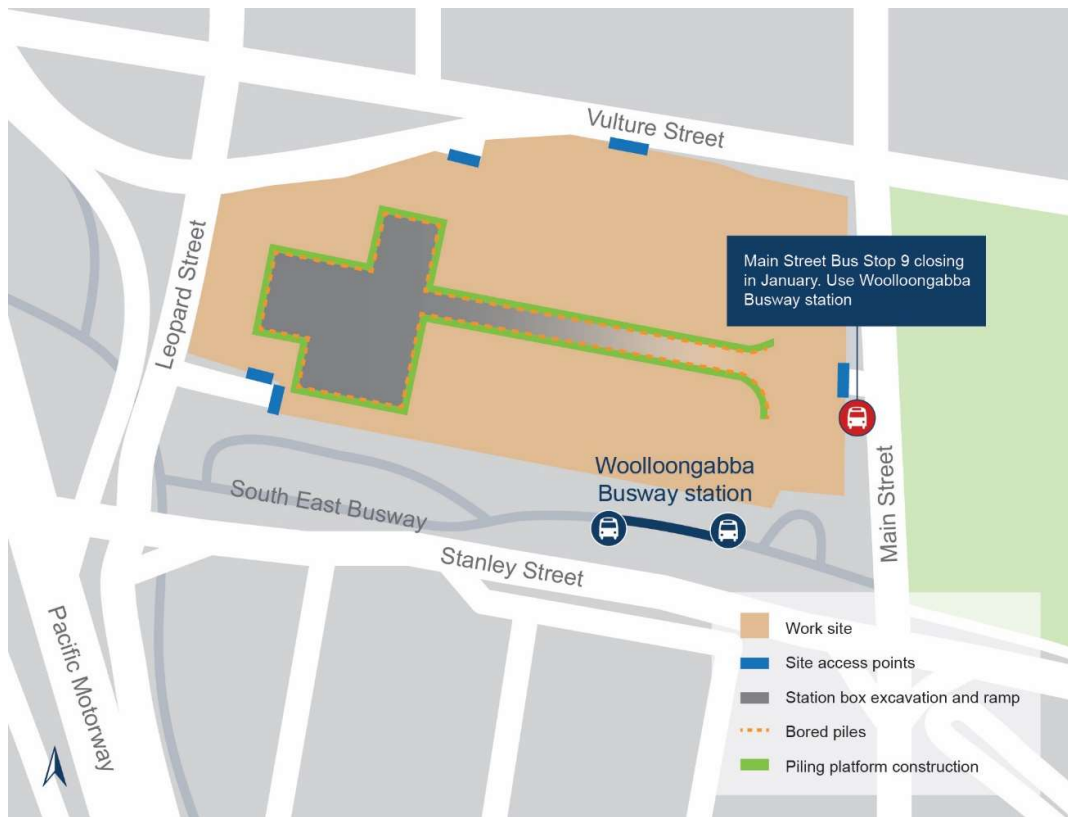 Vulture Street
Leopard Street
Main Street Bus Stop 9 closing
in January. Use Woolloongabba
Busway station
Woolloongabba
Busway station
South East Busway
Main Street
Stanley Street
Pacific Motorway
Work site
Site access points
Station box excavation and ramp
Bored piles
Piling platform construction